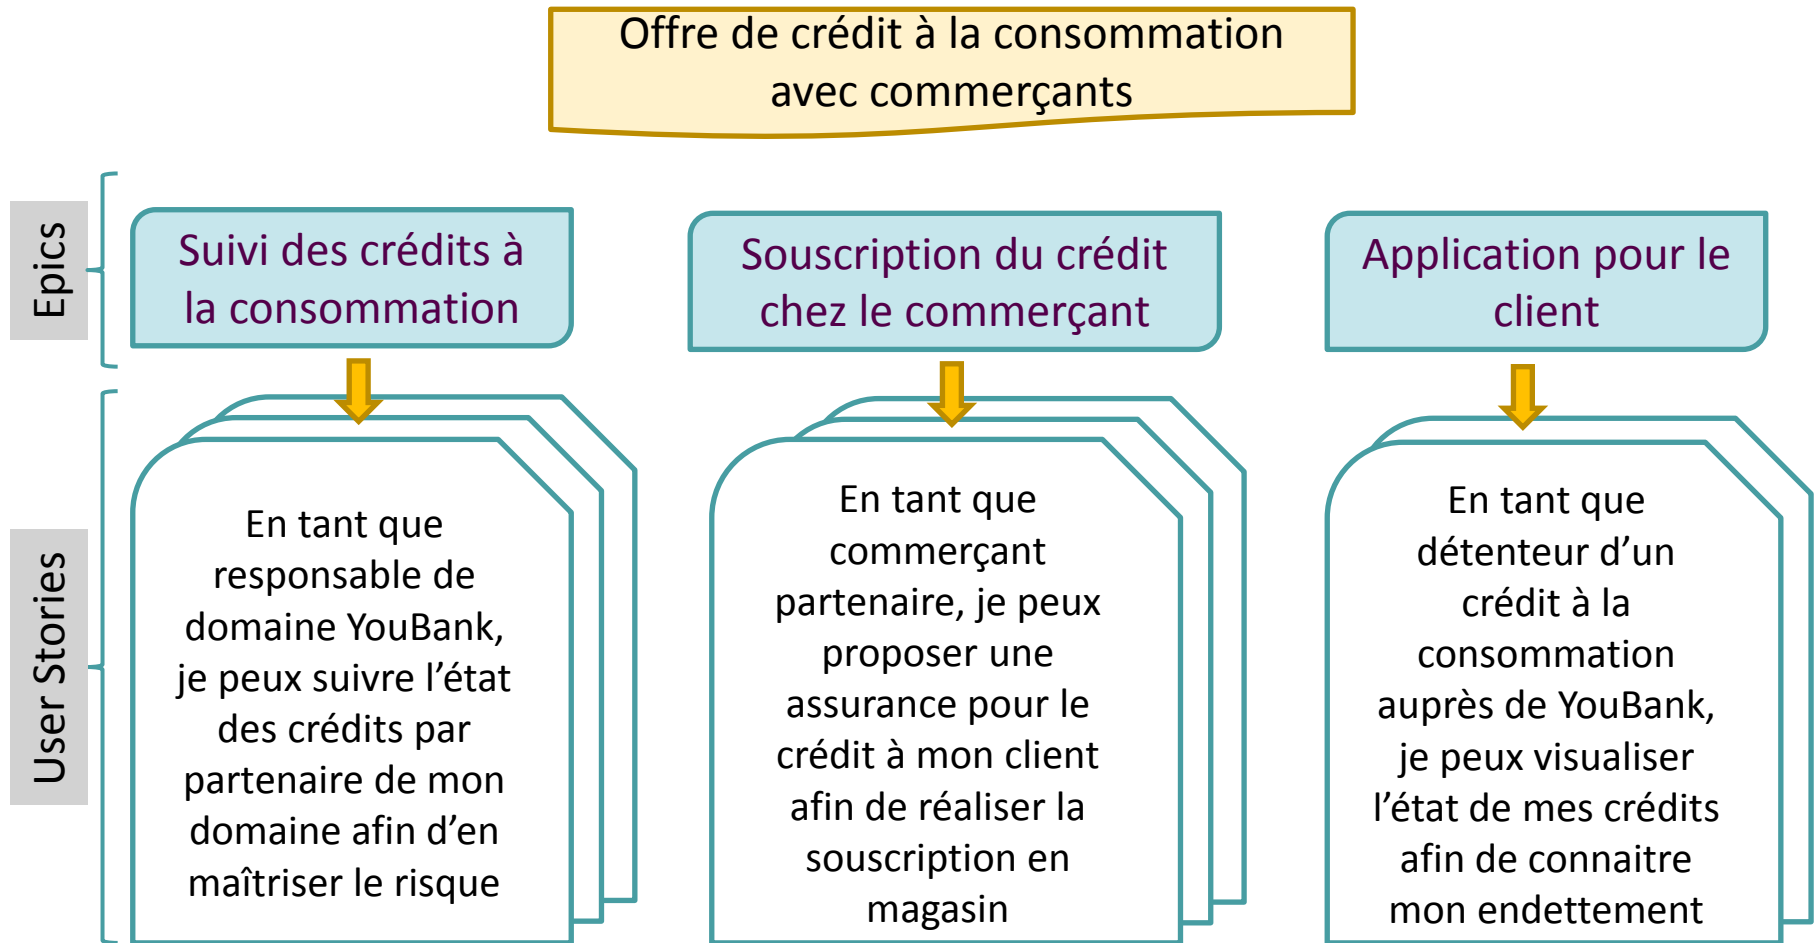 Offre de crédit à la consommation
avec commerçants
Epics
Suivi des crédits à
la consommation
Souscription du crédit
chez le commerçant
Application pour le
client
User Stories
En tant que
responsable de
domaine YouBank,
je peux suivre l’état
des crédits par
partenaire de mon
domaine afin d’en
maîtriser le risque
En tant que
commerçant
partenaire, je peux
proposer une
assurance pour le
crédit à mon client
afin de réaliser la
souscription en
magasin
En tant que
détenteur d’un
crédit à la
consommation
auprès de YouBank,
je peux visualiser
l’état de mes crédits
afin de connaitre
mon endettement